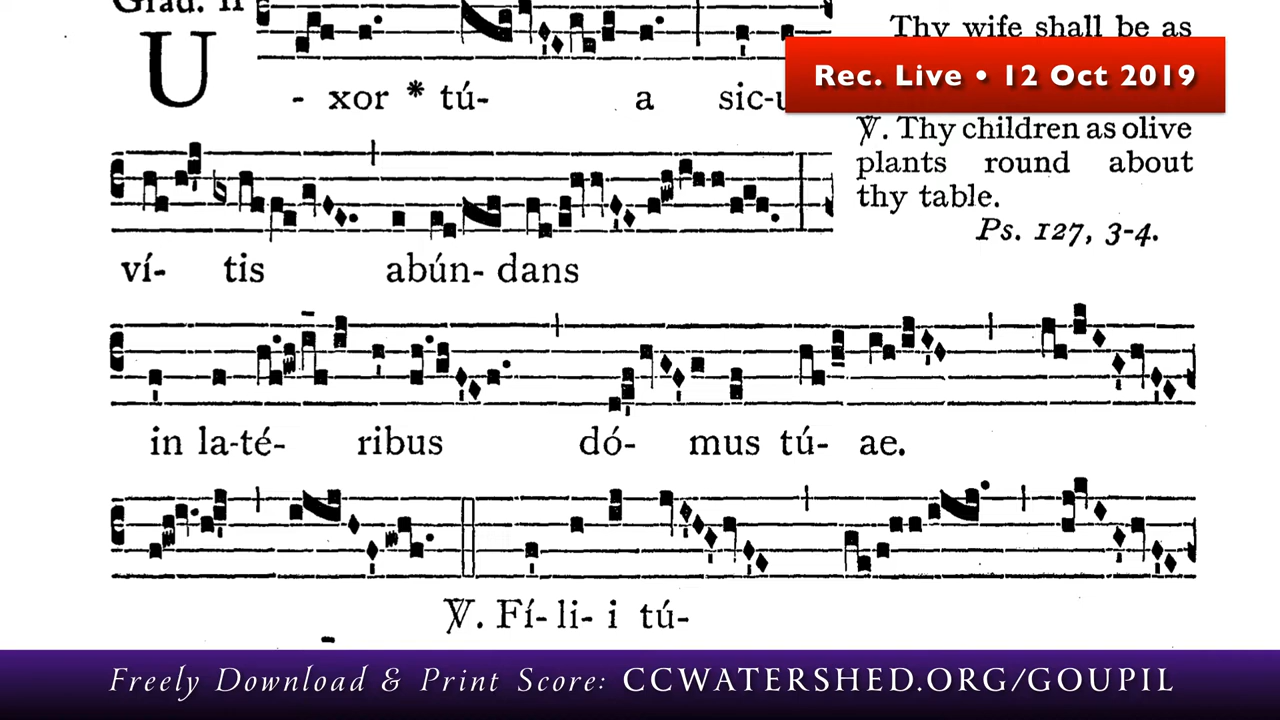 Grad. II
Thy wife shall be as
Rec. Live • 12 Oct 2019
U - xor * tú- a
℣. Thy children as olive
plants round about
thy table.
Ps. 127, 3-4.
ví- tis abún- dans
in la-té- ribus dó- mus tú- ae.
℣. Fí- li- i tú-
Freely Download & Print Score: CCWATERSHED.ORG/GOUPIL